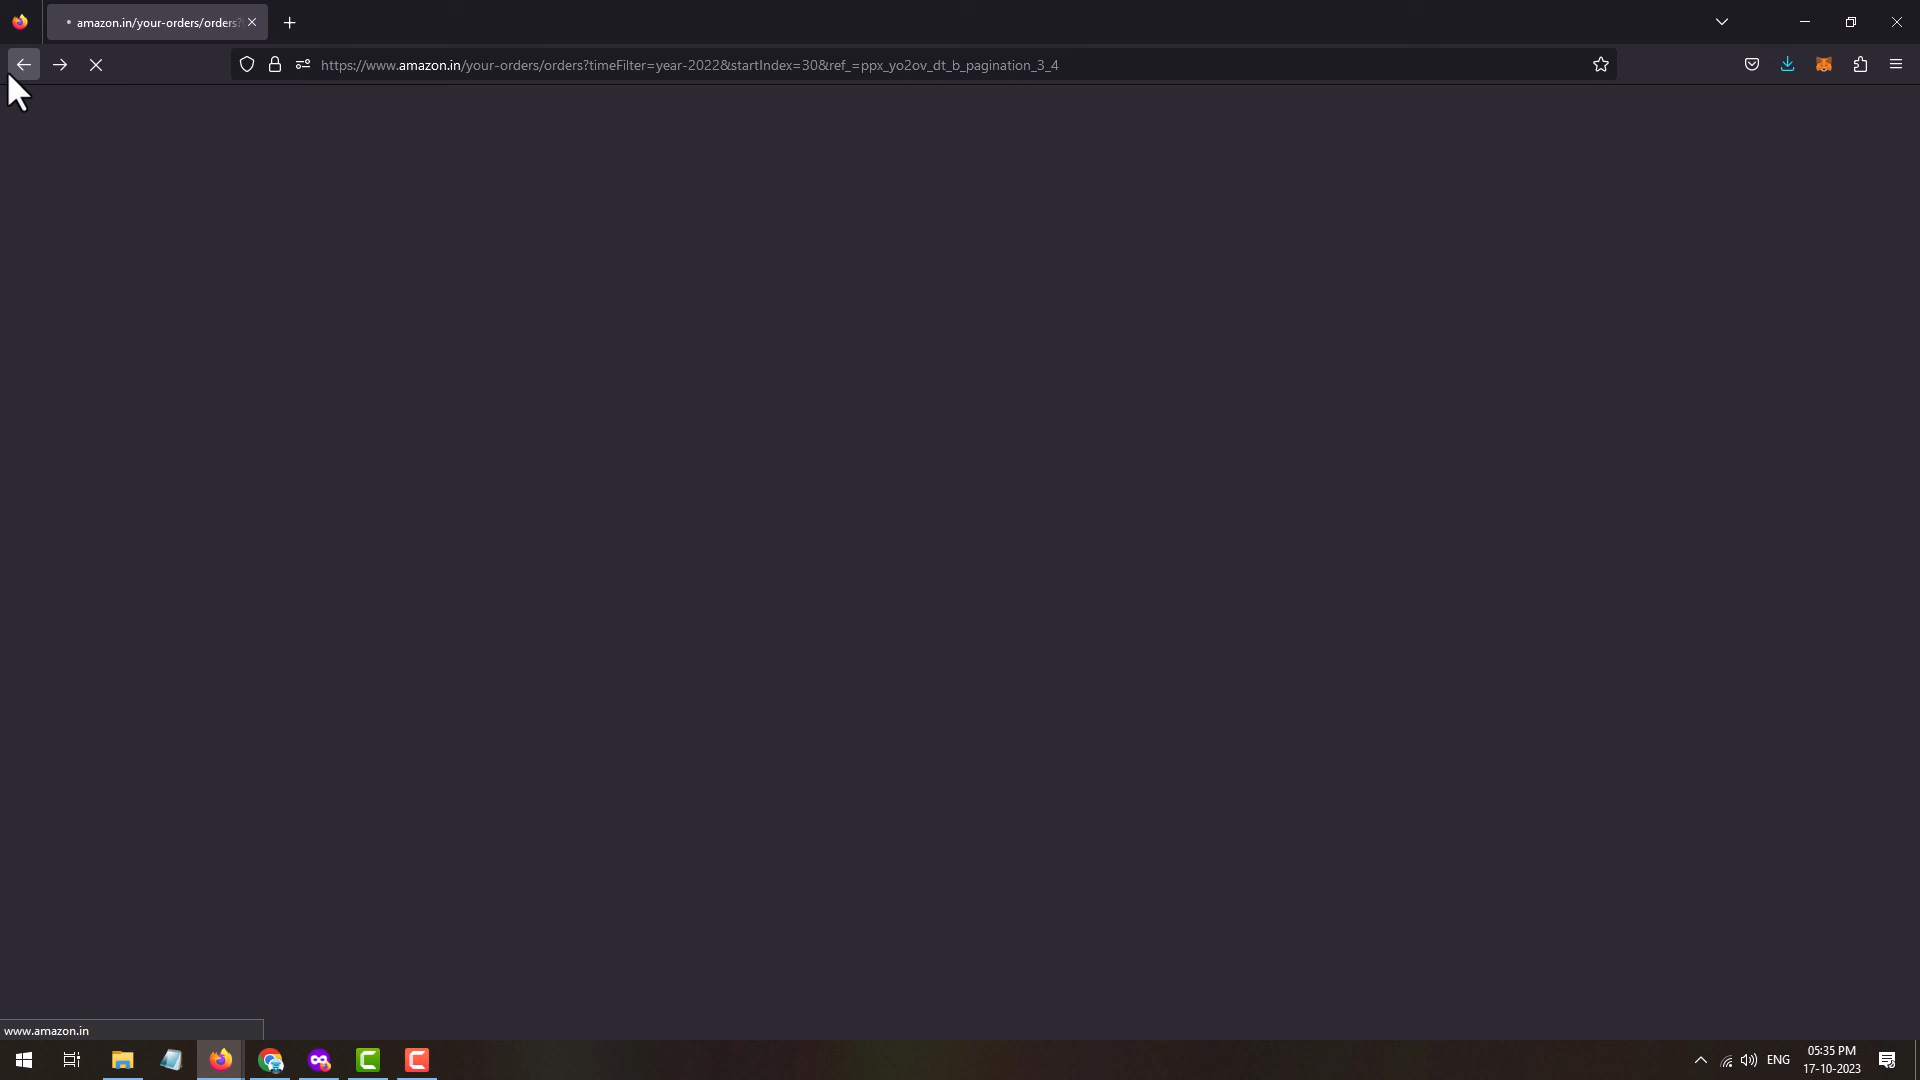 amazon.in/your-orders/orders?
https://www.amazon.in/your-orders/orders?timeFilter=year-2022&startIndex=30&ref_=ppx_yo2ov_dt_b_pagination_3_4
www.amazon.in
ENG
05:35 PM
17-10-2023